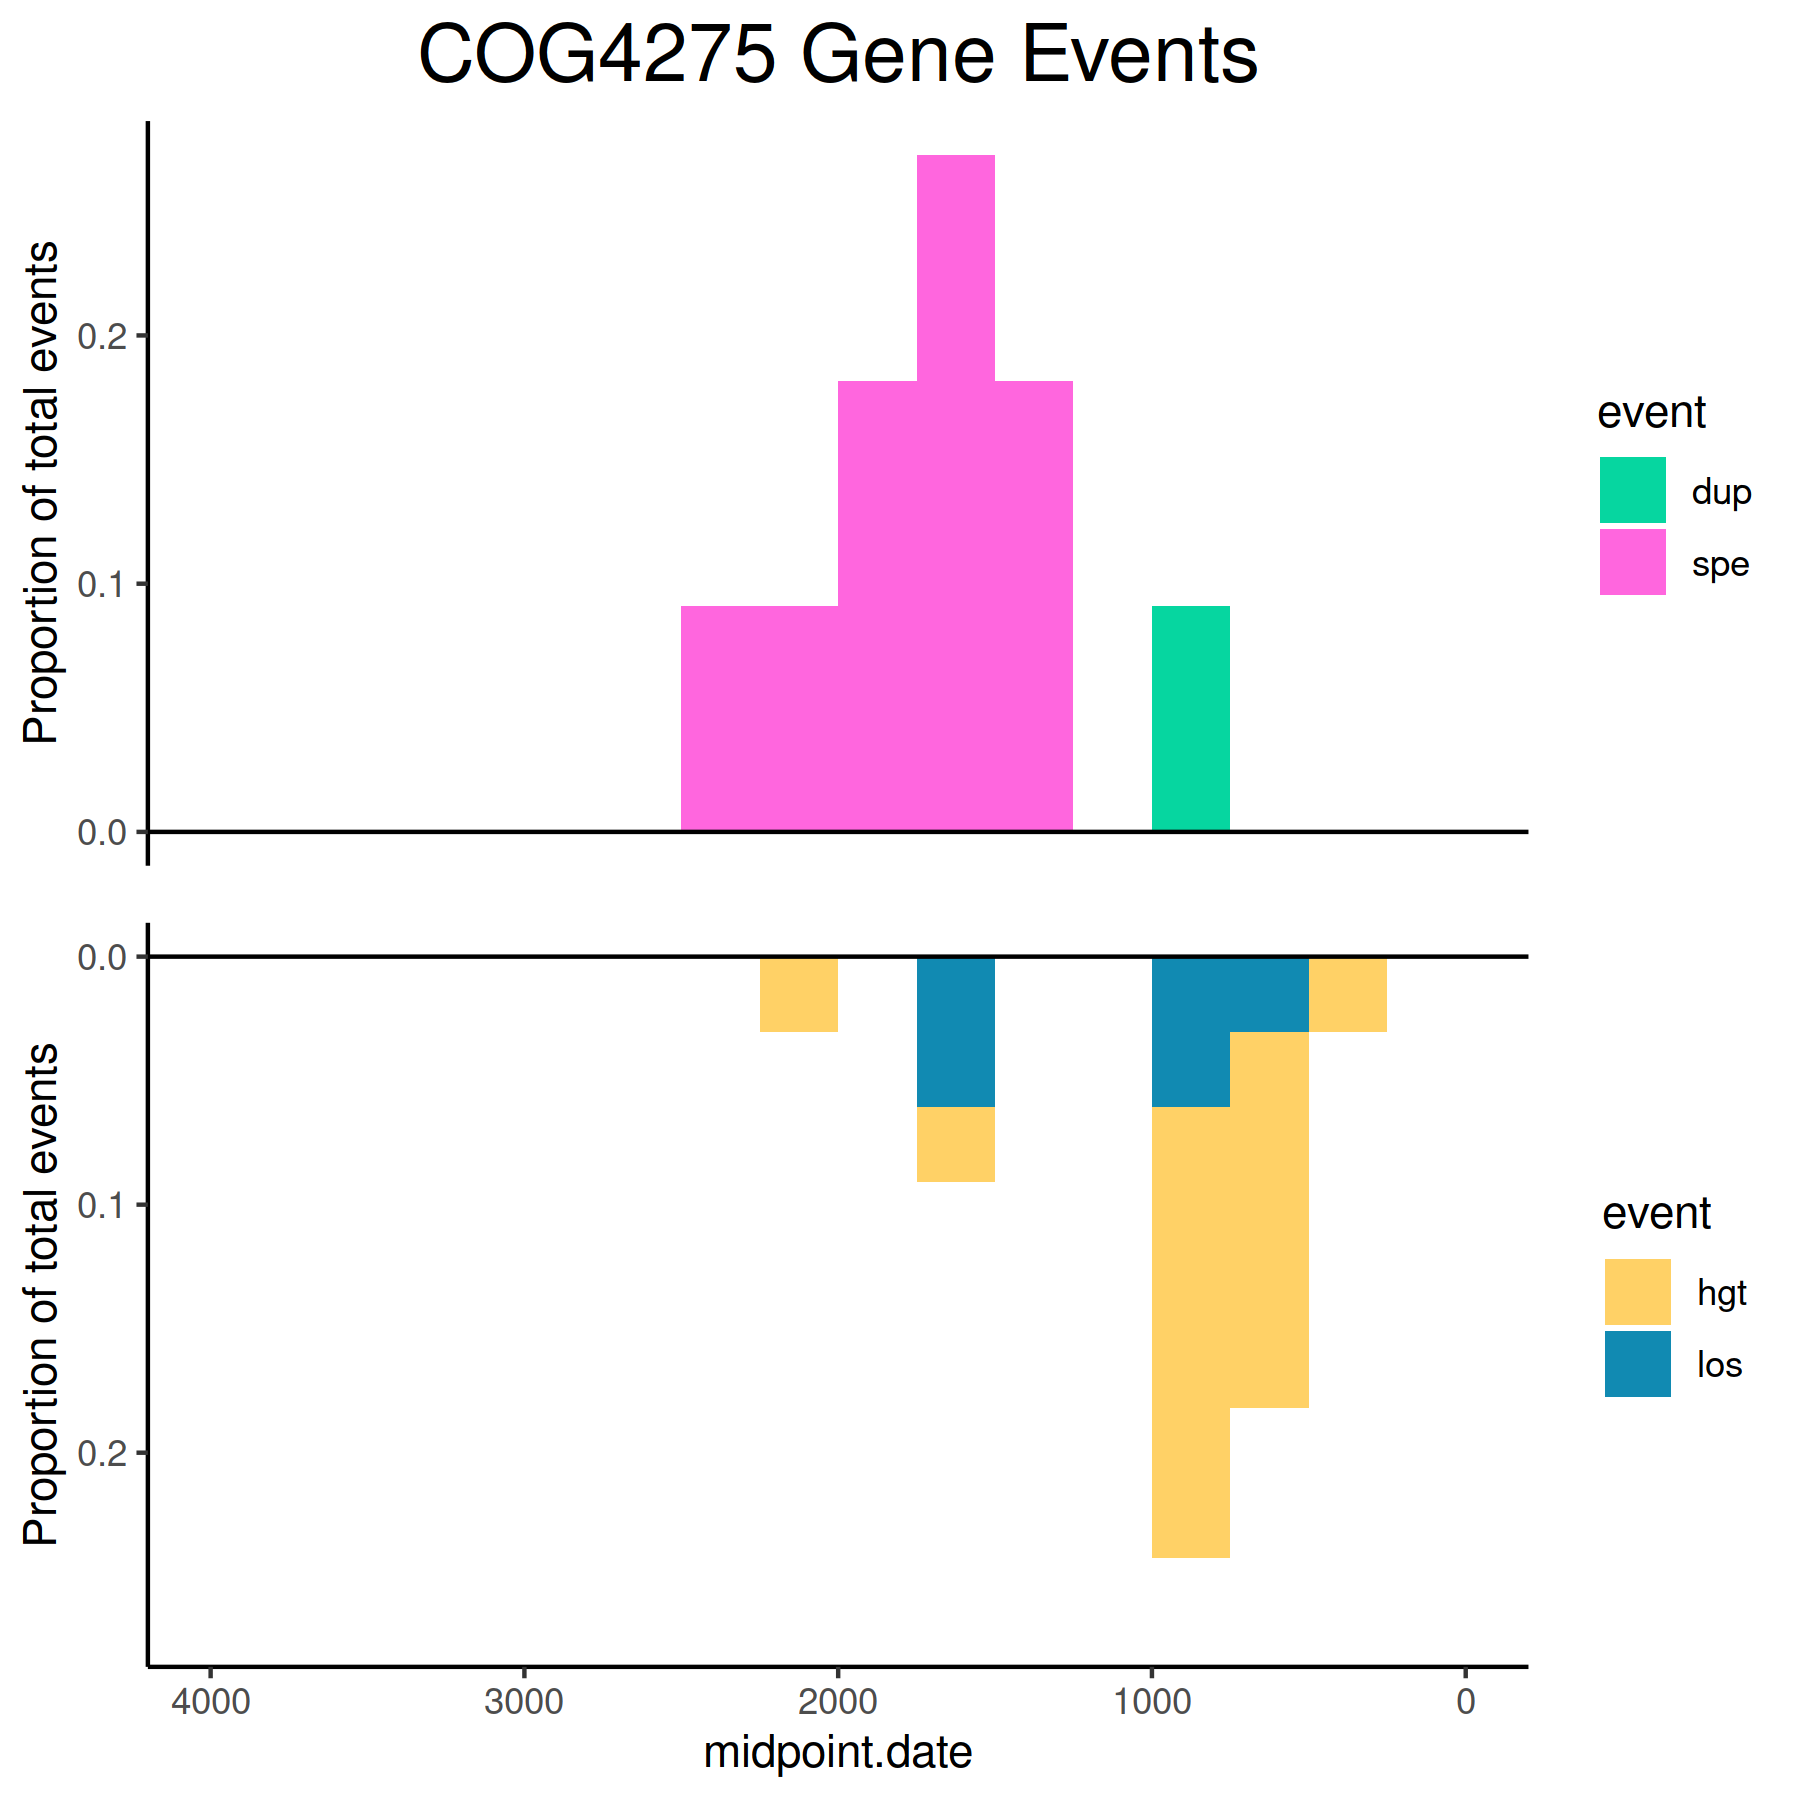 COG4275 Gene Events
Proportion of total events
0.2
0.1
0.0
event
dup
spe
Proportion of total events
0.0
0.1
0.2
event
hgt
los
4000 3000 2000 1000 0
midpoint.date